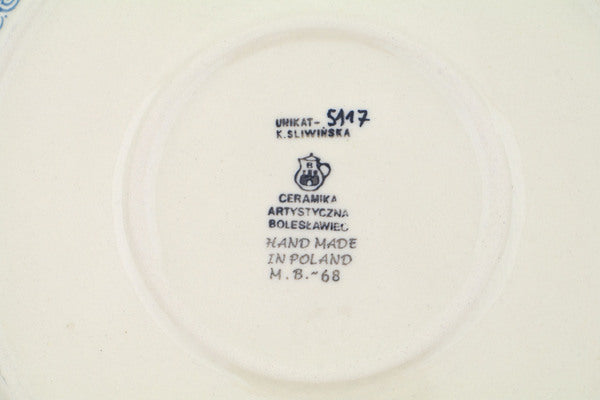 UNIKAT- 5117
K. SLIWIŃSKA
B
CERAMIKA
ARTYSTYCZNA
BOLESŁAWIEC
HAND MADE
IN POLAND
M.B.~68